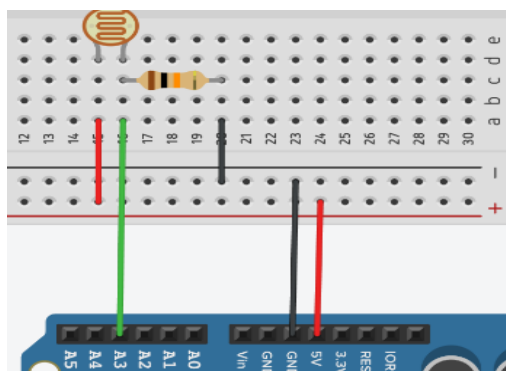 e
d
c
b
a
12 13 14 15 16 17 18 19 20 21 22 23 24 25 26 27 28 29 30
-
+
A5 A4 A3 A2 A1 A0 Vin GND GND 5V 3.3V RES IOR